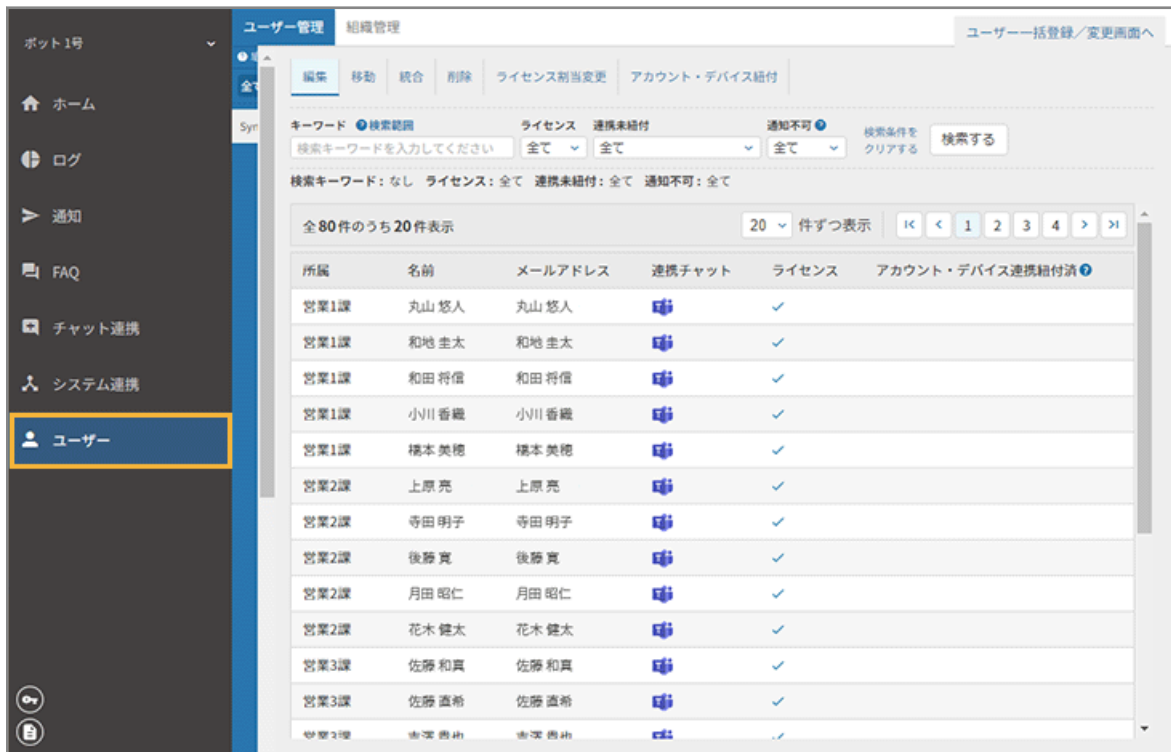 ボット1号
ホーム
ログ
通知
FAQ
チャット連携
システム連携
ユーザー
ユーザー管理 組織管理
ユーザー一括登録／変更画面へ
全て
編集 移動 統合 削除 ライセンス割当変更 アカウント・デバイス紐付
キーワード ?検索範囲 ライセンス 連携未紐付 通知不可?
検索キーワードを入力してください 全て 全て 全て
検索条件をクリアする 検索する
検索キーワード：なし ライセンス：全て 連携未紐付：全て 通知不可：全て
全80件のうち20件表示 20 件ずつ表示 1 2 3 4
所属 名前 メールアドレス 連携チャット ライセンス アカウント・デバイス連携紐付済?
営業1課 丸山 悠人 丸山 悠人
営業1課 和地 圭太 和地 圭太
営業1課 和田 将信 和田 将信
営業1課 小川 香織 小川 香織
営業1課 橋本 美穂 橋本 美穂
営業2課 上原 亮 上原 亮
営業2課 寺田 明子 寺田 明子
営業2課 後藤 寛 後藤 寛
営業2課 月田 昭仁 月田 昭仁
営業2課 花木 健太 花木 健太
営業3課 佐藤 和真 佐藤 和真
営業3課 佐藤 直希 佐藤 直希
営業3課